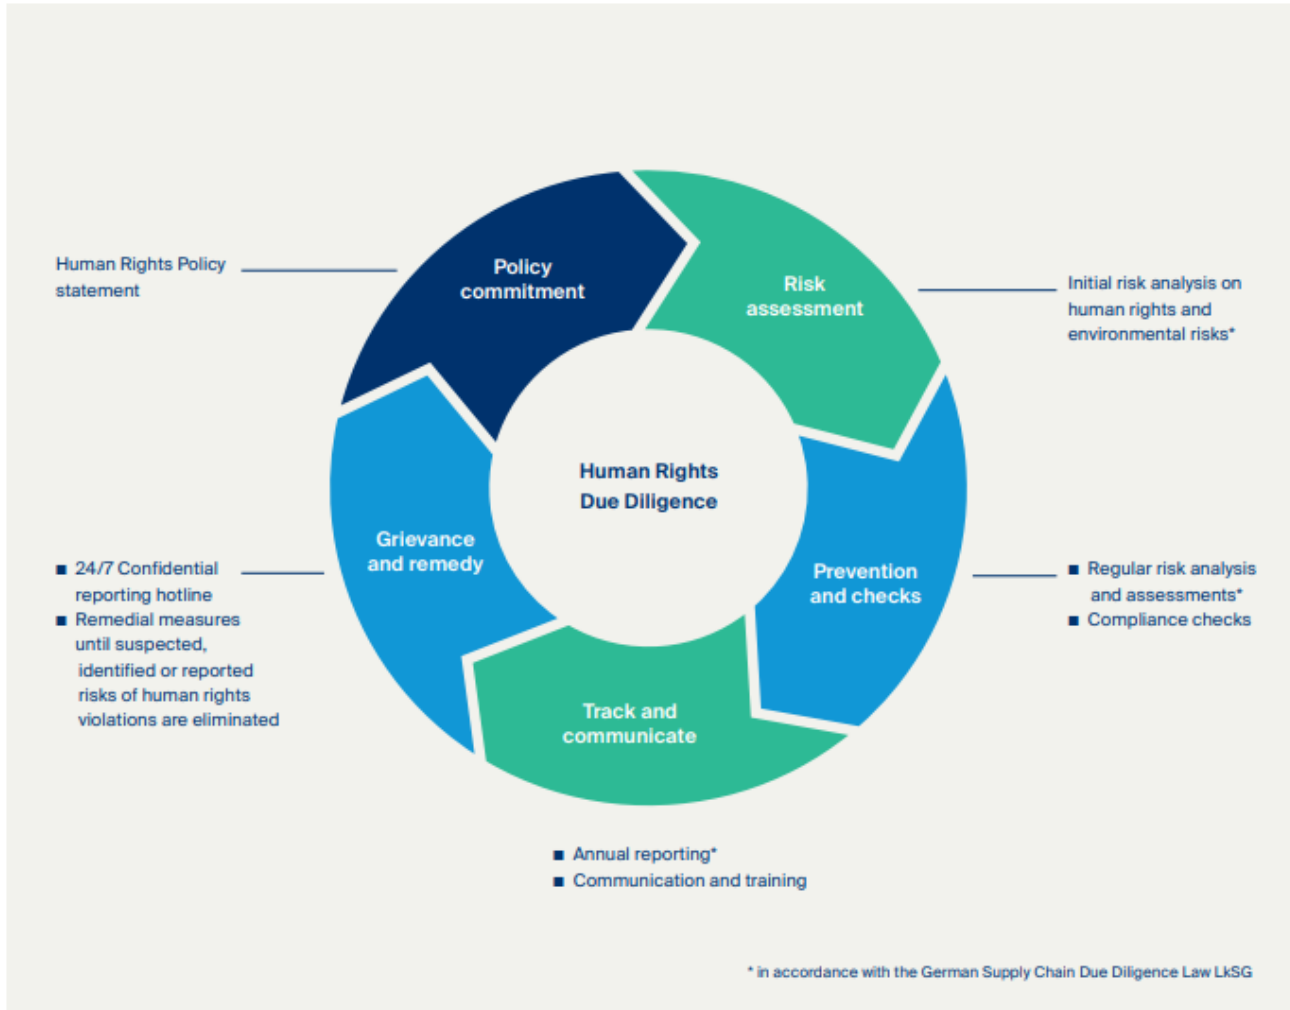 Human Rights Policy
statement
Policy
commitment
Risk
assessment
Initial risk analysis on
human rights and
environmental risks*
Human Rights
Due Diligence
Grievance
and remedy
■ 24/7 Confidential
reporting hotline
■ Remedial measures
until suspected,
identified or reported
risks of human rights
violations are eliminated
Prevention
and checks
■ Regular risk analysis
and assessments*
■ Compliance checks
Track and
communicate
■ Annual reporting*
■ Communication and training
* in accordance with the German Supply Chain Due Diligence Law LkSG